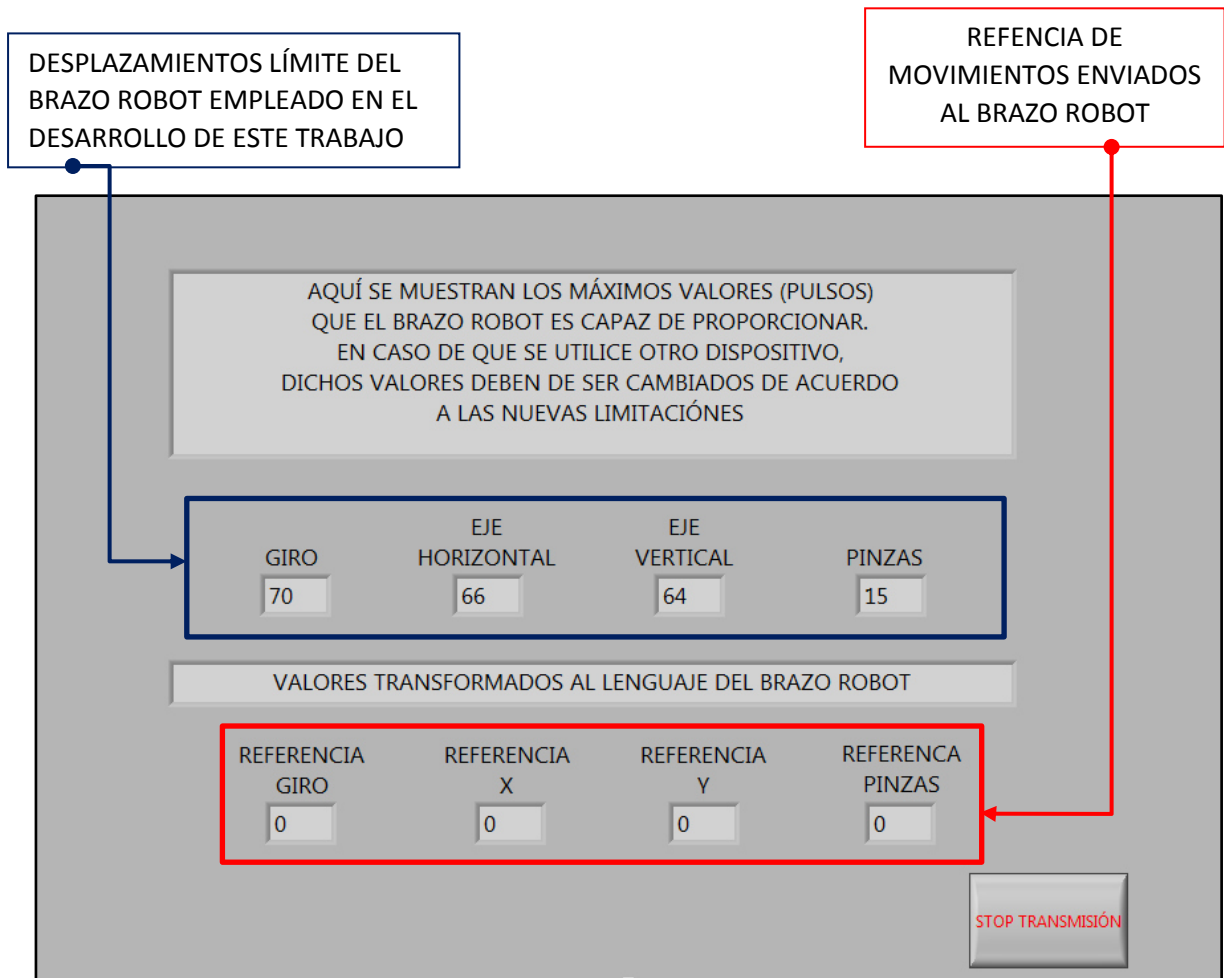 DESPLAZAMIENTOS LÍMITE DEL
BRAZO ROBOT EMPLEADO EN EL
DESARROLLO DE ESTE TRABAJO
REFENCIA DE
MOVIMIENTOS ENVIADOS
AL BRAZO ROBOT
AQUÍ SE MUESTRAN LOS MÁXIMOS VALORES (PULSOS)
QUE EL BRAZO ROBOT ES CAPAZ DE PROPORCIONAR.
EN CASO DE QUE SE UTILICE OTRO DISPOSITIVO,
DICHOS VALORES DEBEN DE SER CAMBIADOS DE ACUERDO
A LAS NUEVAS LIMITACIÓNES
GIRO
70
EJE
HORIZONTAL
66
EJE
VERTICAL
64
PINZAS
15
VALORES TRANSFORMADOS AL LENGUAJE DEL BRAZO ROBOT
REFERENCIA
GIRO
0
REFERENCIA
X
0
REFERENCIA
Y
0
REFERENCA
PINZAS
0
STOP TRANSMISIÓN